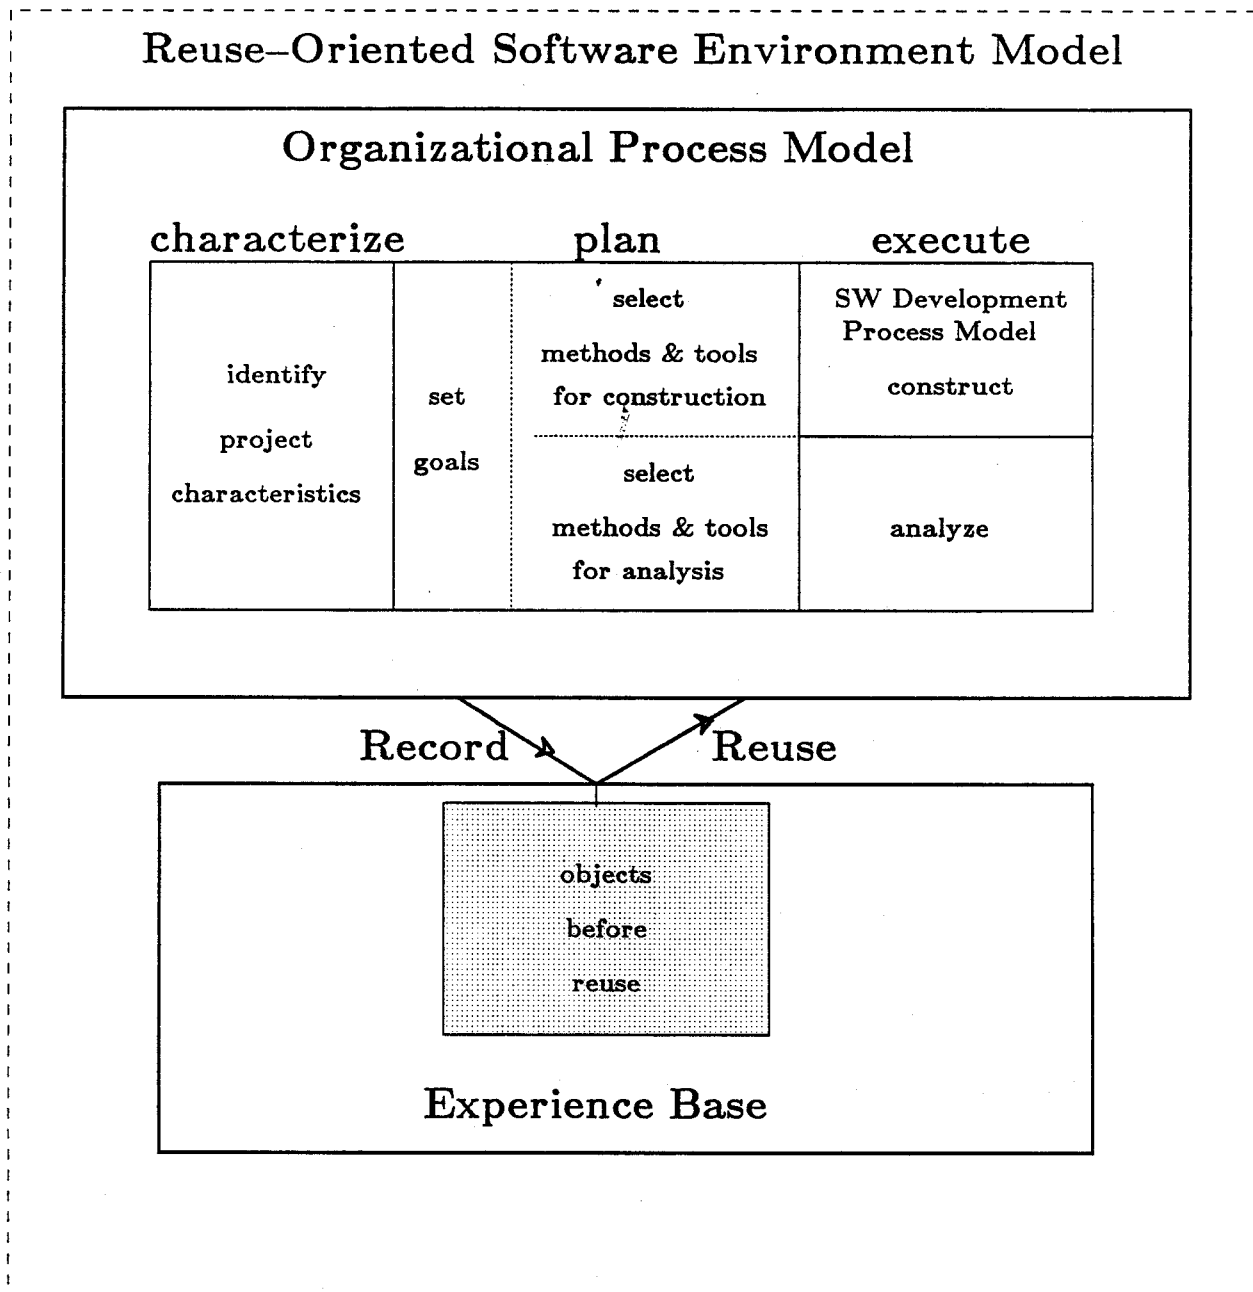 Reuse–Oriented Software Environment Model
Organizational Process Model
characterize
plan
execute
identify
project
characteristics
set
goals
select
methods & tools
for construction
select
methods & tools
for analysis
SW Development
Process Model
construct
analyze
Record
Reuse
objects
before
reuse
Experience Base